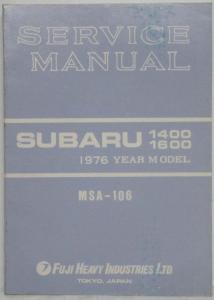 SERVICE
MANUAL
SUBARU 1400
1600
1976 YEAR MODEL
MSA-106
FUJI HEAVY INDUSTRIES LTD
TOKYO, JAPAN